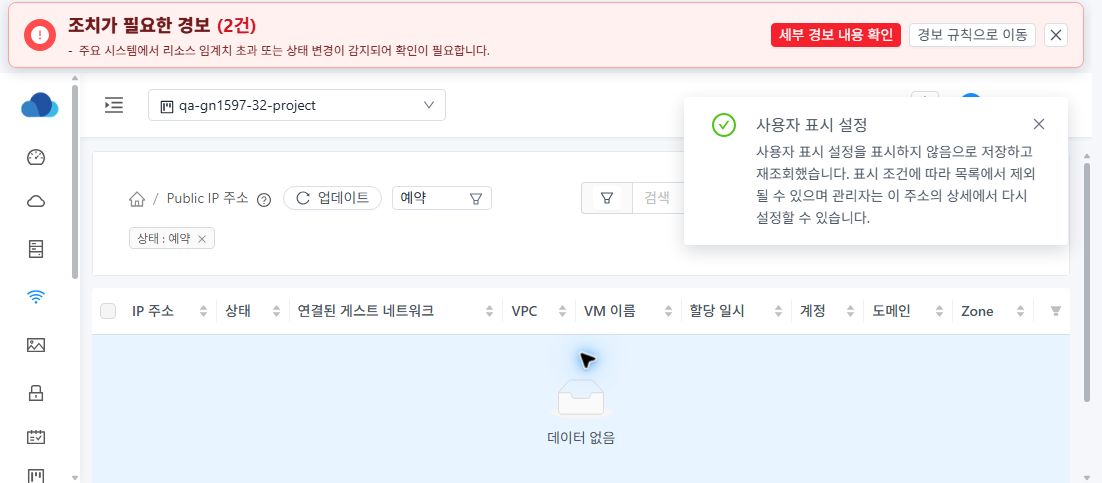 조치가 필요한 경보 (2건)
- 주요 시스템에서 리소스 임계치 초과 또는 상태 변경이 감지되어 확인이 필요합니다.
세부 경보 내용 확인
경보 규칙으로 이동
qa-gn1597-32-project
사용자 표시 설정
사용자 표시 설정을 표시하지 않음으로 저장하고
재조회했습니다. 표시 조건에 따라 목록에서 제외
될 수 있으며 관리자는 이 주소의 상세에서 다시
설정할 수 있습니다.
/ Public IP 주소
업데이트
예약
검색
상태 : 예약
IP 주소 상태 연결된 게스트 네트워크 VPC VM 이름 할당 일시 계정 도메인 Zone
데이터 없음